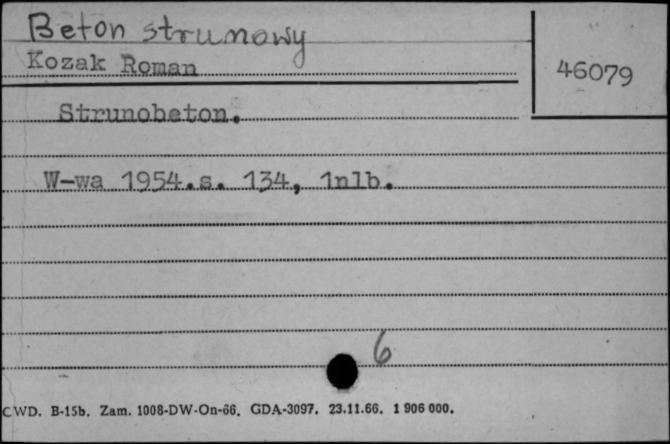 Beton strunowy
Kozak Roman
46079
Strunobeton.
W-wa 1954.s. 134, 1nlb.
6
CWD. B-15b. Zam. 1008-DW-On-66. GDA-3097. 23.11.66. 1 906 000.